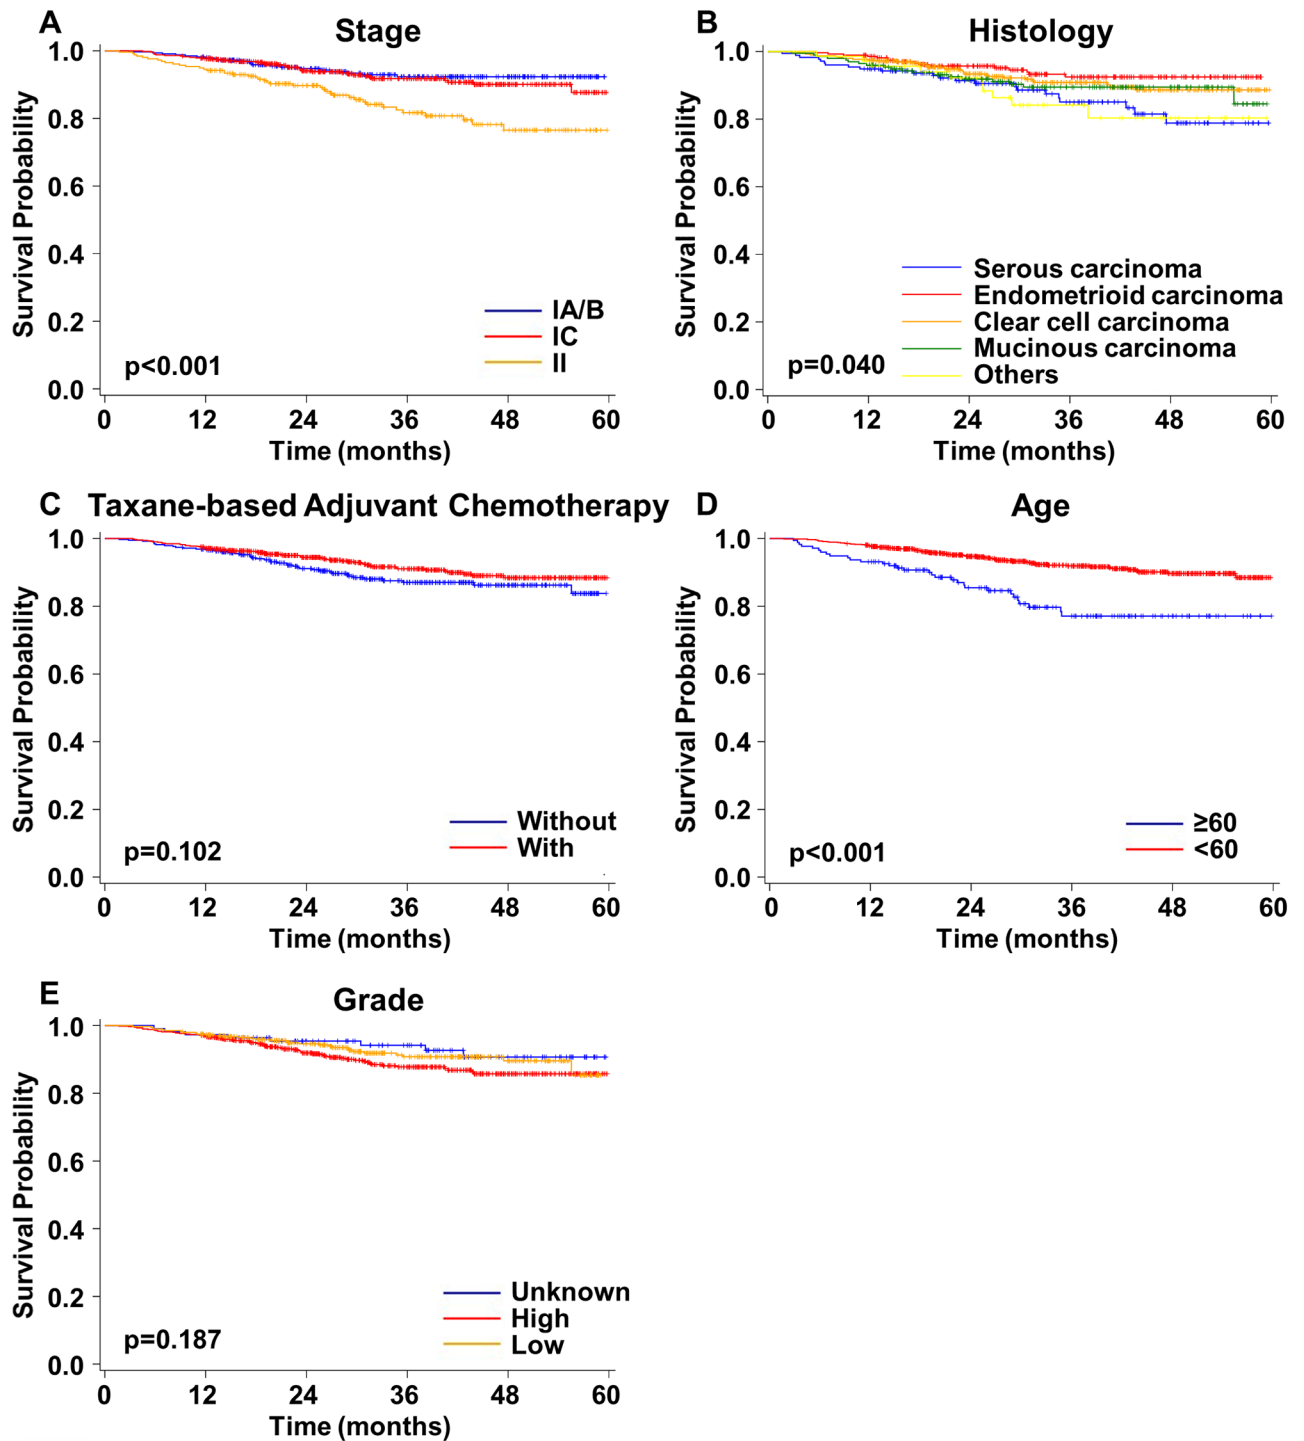 A
Stage
Survival Probability
1.0
0.8
0.6
0.4
0.2
0.0
IA/B
IC
II
p<0.001
0 12 24 36 48 60
Time (months)
B
Histology
Survival Probability
1.0
0.8
0.6
0.4
0.2
0.0
Serous carcinoma
Endometrioid carcinoma
Clear cell carcinoma
Mucinous carcinoma
Others
p=0.040
0 12 24 36 48 60
Time (months)
C
Taxane-based Adjuvant Chemotherapy
Survival Probability
1.0
0.8
0.6
0.4
0.2
0.0
Without
With
p=0.102
0 12 24 36 48 60
Time (months)
D
Age
Survival Probability
1.0
0.8
0.6
0.4
0.2
0.0
≥60
<60
p<0.001
0 12 24 36 48 60
Time (months)
E
Grade
Survival Probability
1.0
0.8
0.6
0.4
0.2
0.0
Unknown
High
Low
p=0.187
0 12 24 36 48 60
Time (months)